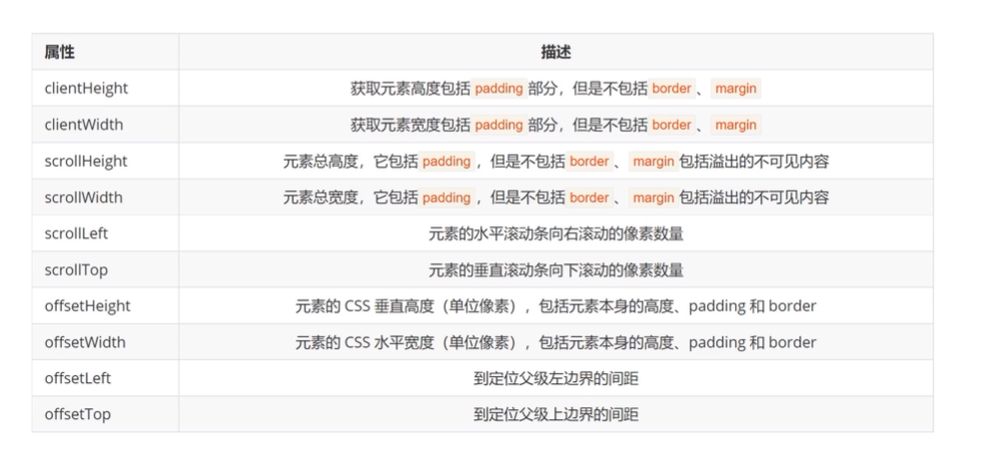 属性 描述
clientHeight 获取元素高度包括 padding 部分，但是不包括 border 、 margin
clientWidth 获取元素宽度包括 padding 部分，但是不包括 border 、 margin
scrollHeight 元素总高度，它包括 padding ，但是不包括 border 、 margin 包括溢出的不可见内容
scrollWidth 元素总宽度，它包括 padding ，但是不包括 border 、 margin 包括溢出的不可见内容
scrollLeft 元素的水平滚动条向右滚动的像素数量
scrollTop 元素的垂直滚动条向下滚动的像素数量
offsetHeight 元素的 CSS 垂直高度（单位像素），包括元素本身的高度、padding 和 border
offsetWidth 元素的 CSS 水平宽度（单位像素），包括元素本身的高度、padding 和 border
offsetLeft 到定位父级左边界的间距
offsetTop 到定位父级上边界的间距